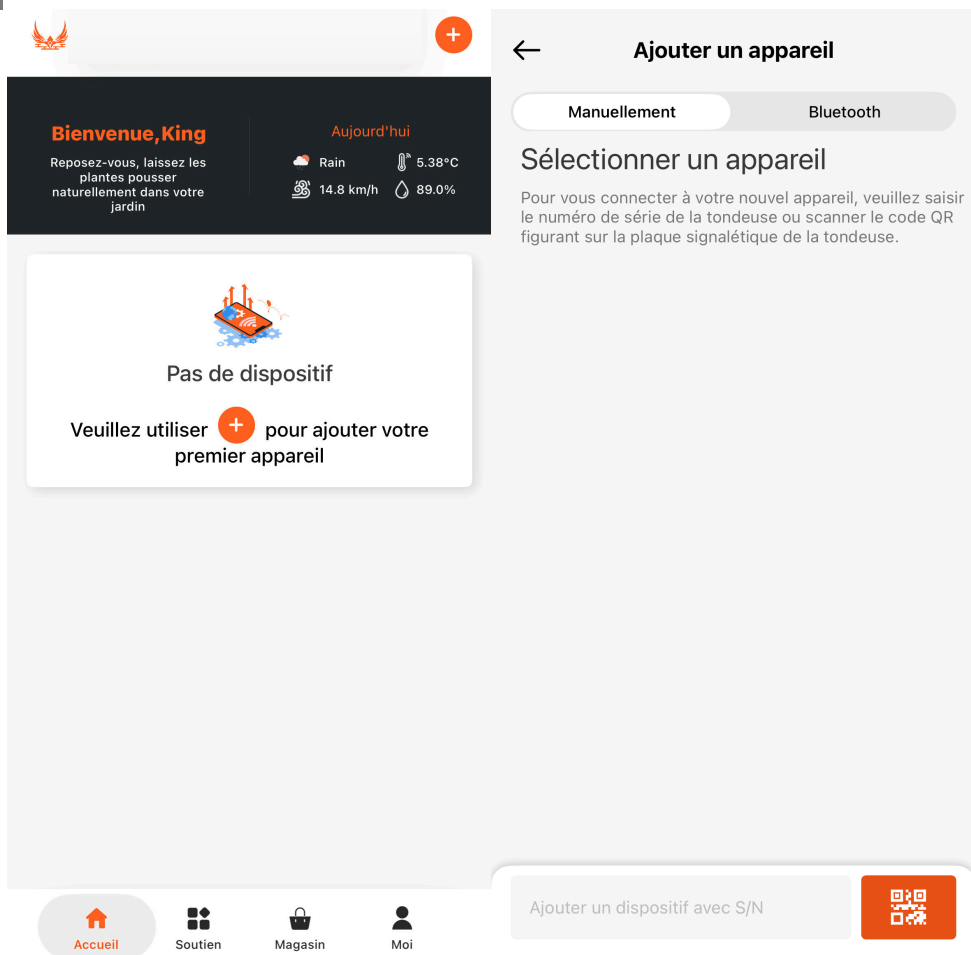 Bienvenue,King
Reposez-vous, laissez les
plantes pousser
naturellement dans votre
jardin
Aujourd'hui
Rain 5.38°C
14.8 km/h 89.0%
Pas de dispositif
Veuillez utiliser + pour ajouter votre
premier appareil
Accueil Soutien Magasin Moi
Ajouter un appareil
Manuellement Bluetooth
Sélectionner un appareil
Pour vous connecter à votre nouvel appareil, veuillez saisir
le numéro de série de la tondeuse ou scanner le code QR
figurant sur la plaque signalétique de la tondeuse.
Ajouter un dispositif avec S/N